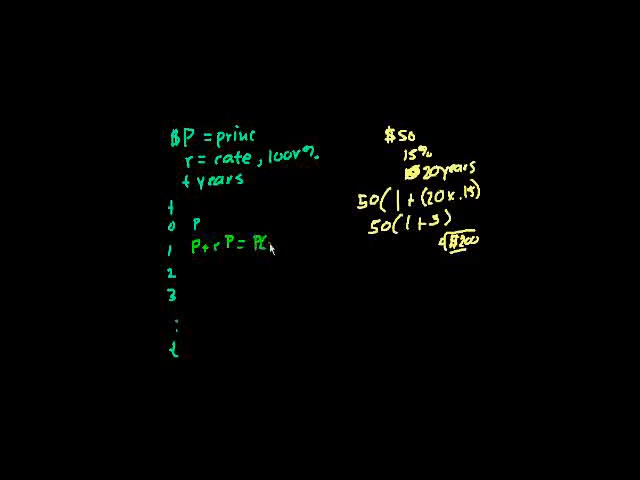 $P = princ
r = rate, 100r%
t years
t
0 P
1 P+rP = P(
2
3
:
t
$50
15%
20 years
50(1 + (20x.15)
50(1+3)
$200